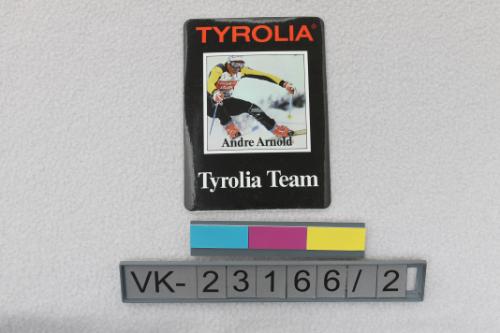 TYROLIA®
Andre Arnold
Tyrolia Team
VK-23166/2